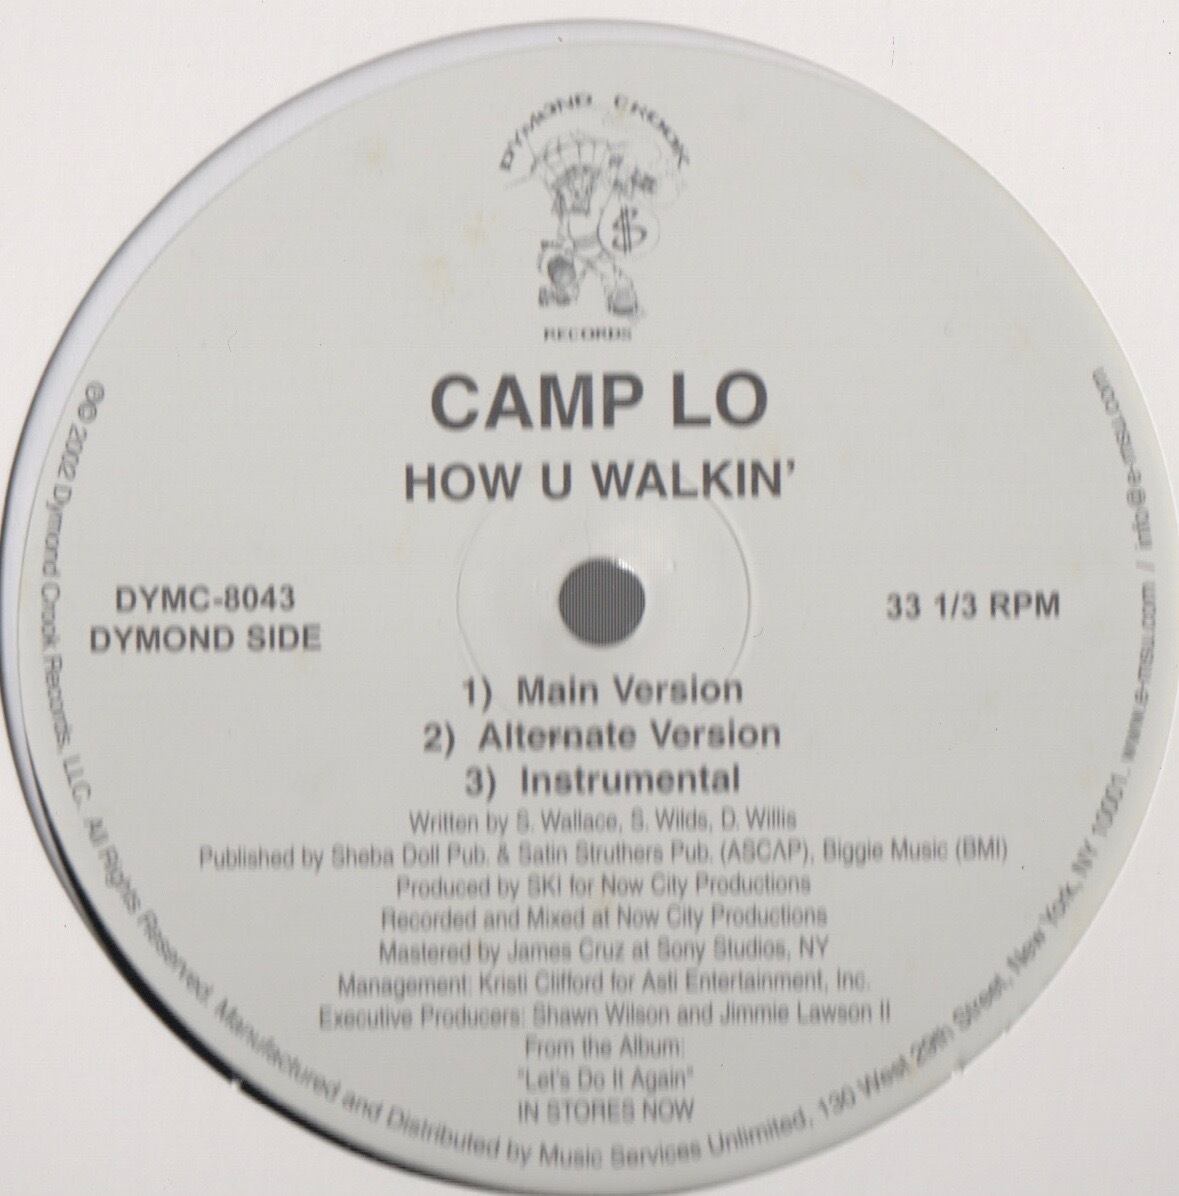 DYMOND CROOK
$
RECORDS
CAMP LO
HOW U WALKIN'
DYMC-8043
DYMOND SIDE
33 1/3 RPM
1) Main Version
2) Alternate Version
3) Instrumental
Written by S. Wallace, S. Wilds, D. Willis
Published by Sheba Doll Pub. & Satin Struthers Pub. (ASCAP), Biggie Music (BMI)
Produced by SKI for Now City Productions
Recorded and Mixed at Now City Productions
Mastered by James Cruz at Sony Studios, NY
Management: Kristi Clifford for Asti Entertainment, Inc.
Executive Producers: Shawn Wilson and Jimmie Lawson II
From the Album:
"Let's Do It Again"
IN STORES NOW
℗© 2002 Dymond Crook Records, LLC. All Rights Reserved. Manufactured and Distributed by Music Services Unlimited, 130 West 29th Street, New York, NY 10001. www.e-msu.com / info@e-msu.com